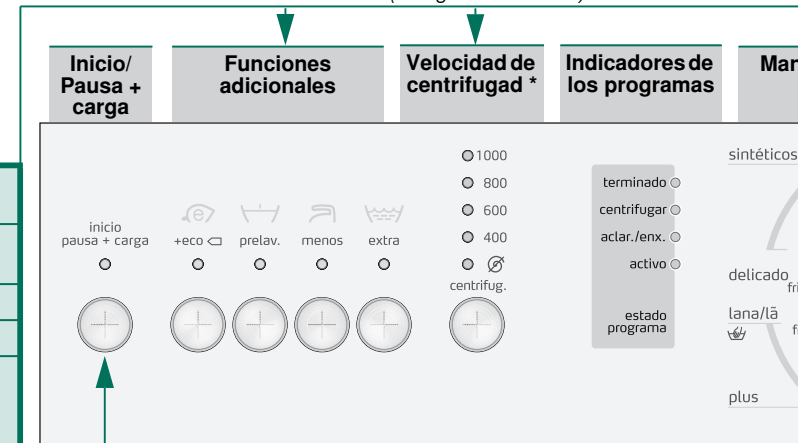 Inicio/
Pausa +
carga
Funciones
adicionales
Velocidad de
centrifugad *
Indicadores de
los programas
inicio
pausa + carga
+eco
prelav.
menos
extra
1000
800
600
400
centrifug.
terminado
centrifugar
aclar./enx.
activo
estado
programa
sintéticos
delicado
lana/lã
plus